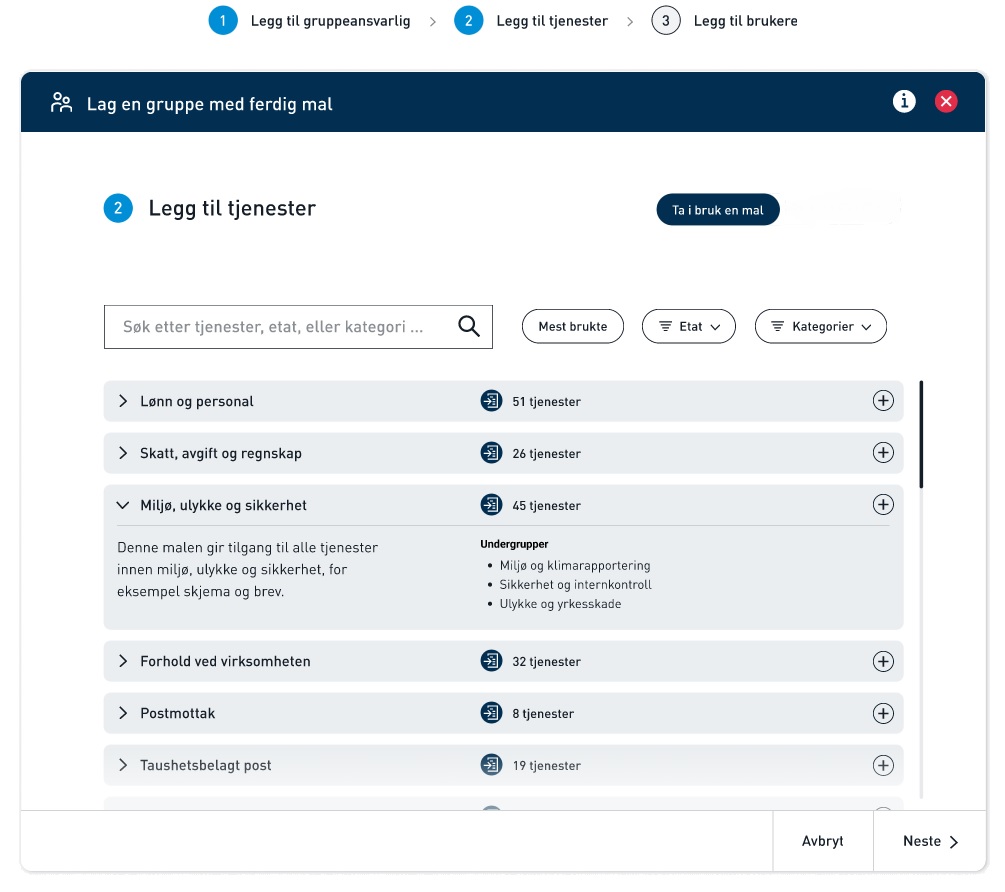 1 Legg til gruppeansvarlig 2 Legg til tjenester 3 Legg til brukere
Lag en gruppe med ferdig mal
2 Legg til tjenester
Ta i bruk en mal
Søk etter tjenester, etat, eller kategori ...
Mest brukte
Etat
Kategorier
Lønn og personal 51 tjenester
Skatt, avgift og regnskap 26 tjenester
Miljø, ulykke og sikkerhet 45 tjenester
Denne malen gir tilgang til alle tjenester
innen miljø, ulykke og sikkerhet, for
eksempel skjema og brev.
Undergrupper
• Miljø og klimarapportering
• Sikkerhet og internkontroll
• Ulykke og yrkesskade
Forhold ved virksomheten 32 tjenester
Postmottak 8 tjenester
Taushetsbelagt post 19 tjenester
Avbryt
Neste